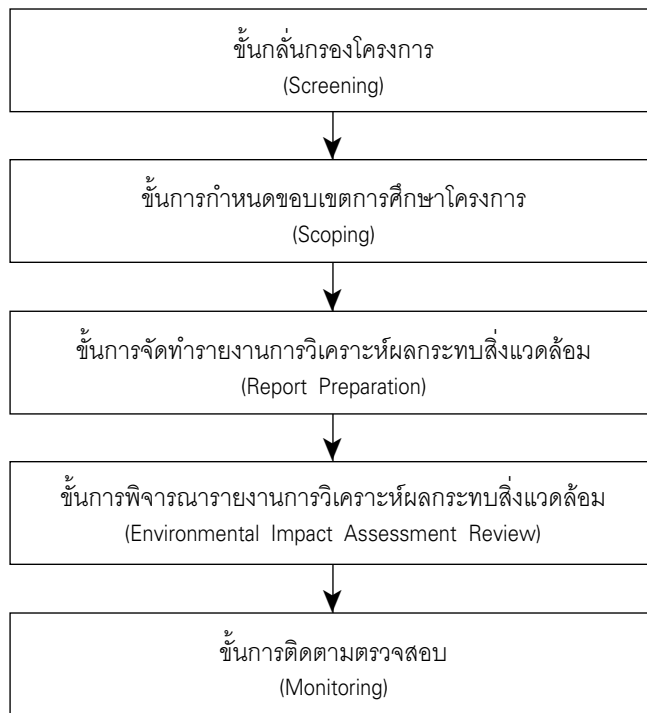 ขั้นกลั่นกรองโครงการ
(Screening)
ขั้นการกำหนดขอบเขตการศึกษาโครงการ
(Scoping)
ขั้นการจัดทำรายงานการวิเคราะห์ผลกระทบสิ่งแวดล้อม
(Report Preparation)
ขั้นการพิจารณารายงานการวิเคราะห์ผลกระทบสิ่งแวดล้อม
(Environmental Impact Assessment Review)
ขั้นการติดตามตรวจสอบ
(Monitoring)